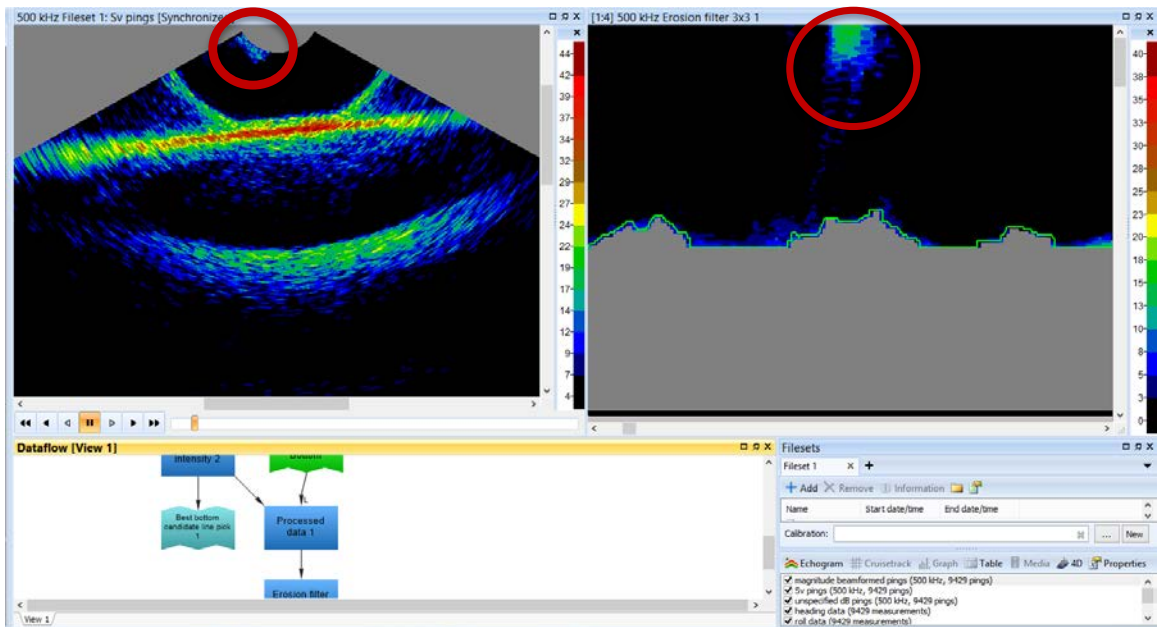 500 kHz Fileset 1: Sv pings [Synchronize
[1:4] 500 kHz Erosion filter 3x3 1
44
42
39
37
34
32
29
27
24
22
19
17
14
12
9
7
4
40
38
35
33
30
28
25
23
20
18
15
13
10
8
5
3
0
Dataflow [View 1]
intensity 2
Bottom
Best bottom
candidate line pick
1
Processed
data 1
Erosion filter
View 1
Filesets
Fileset 1
Add Remove Information
Name Start date/time End date/time
Calibration: ... New
Echogram Cruisetrack Graph Table Media 4D Properties
magnitude beamformed pings (500 kHz, 9429 pings)
Sv pings (500 kHz, 9429 pings)
unspecified dB pings (500 kHz, 9429 pings)
heading data (9429 measurements)
roll data (9429 measurements)